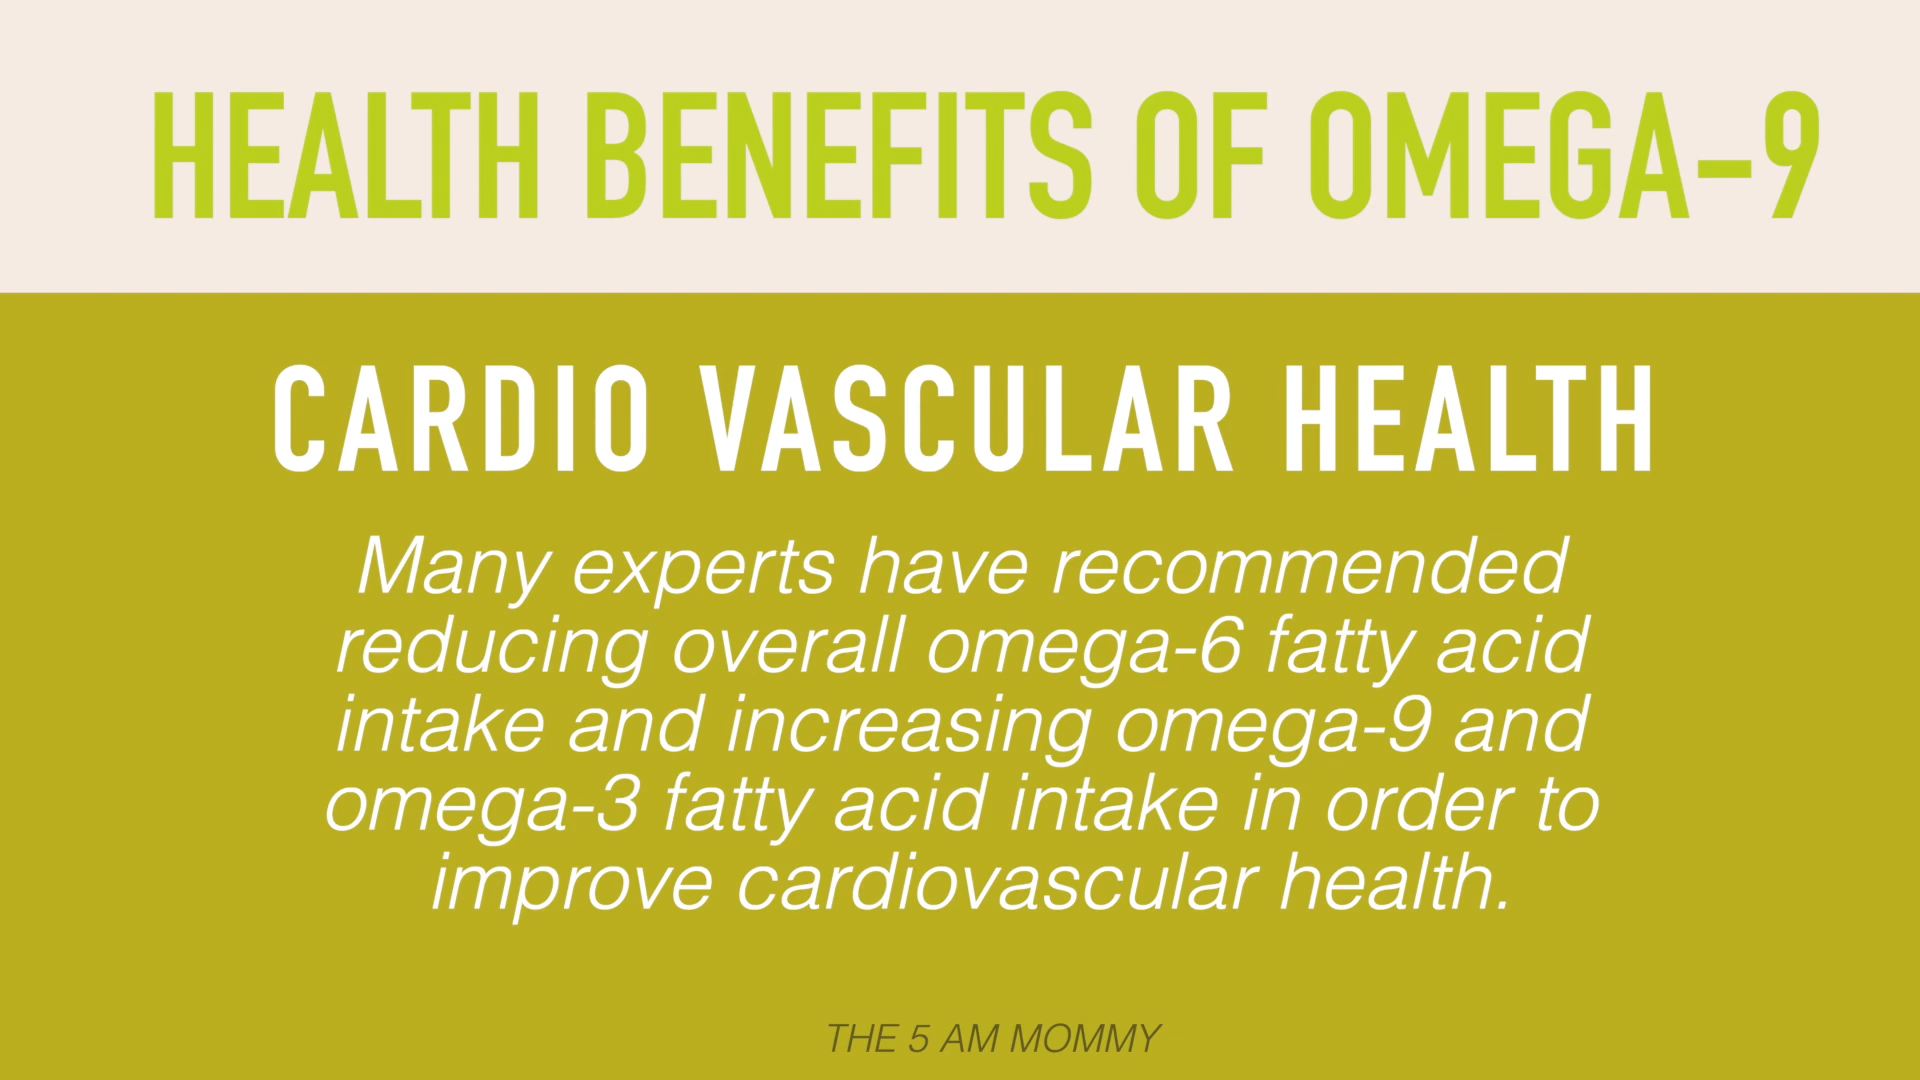 HEALTH BENEFITS OF OMEGA-9
CARDIO VASCULAR HEALTH
Many experts have recommended
reducing overall omega-6 fatty acid
intake and increasing omega-9 and
omega-3 fatty acid intake in order to
improve cardiovascular health.
THE 5 AM MOMMY